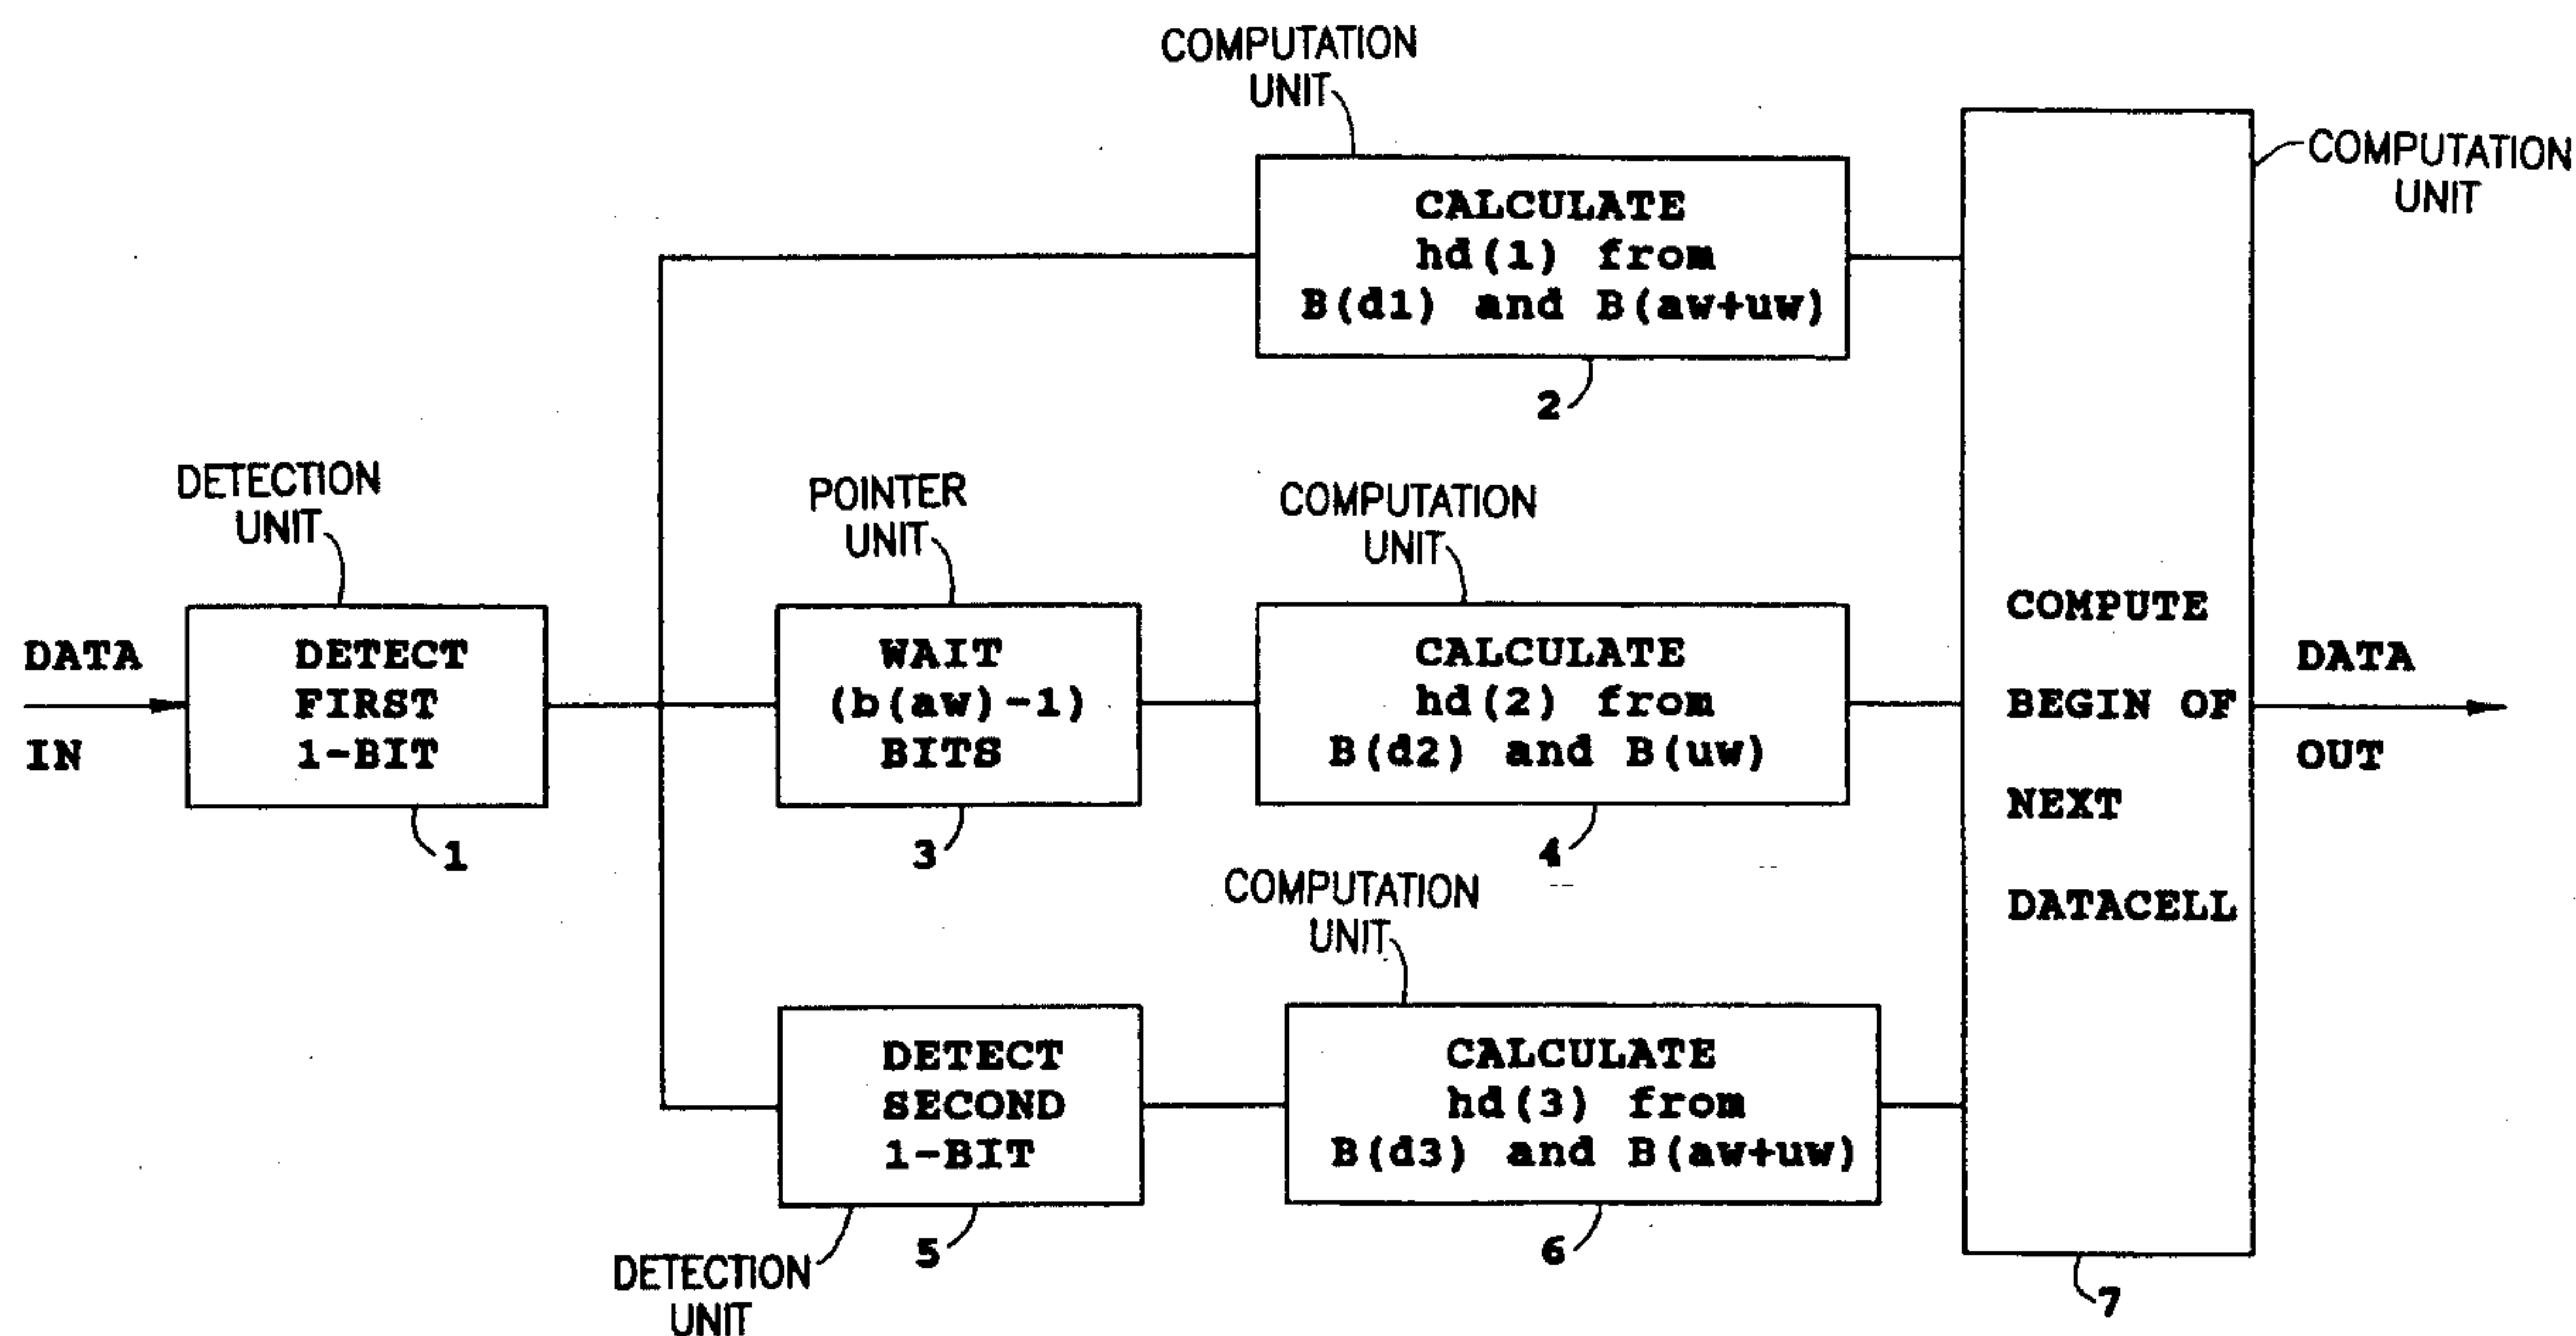 COMPUTATION
UNIT
COMPUTATION
UNIT
CALCULATE
hd(1) from
B(d1) and B(aw+uw)
2
DETECTION
UNIT
POINTER
UNIT
COMPUTATION
UNIT
DATA
IN
DETECT
FIRST
1-BIT
1
WAIT
(b(aw)-1)
BITS
3
CALCULATE
hd(2) from
B(d2) and B(uw)
4
COMPUTE
BEGIN OF
NEXT
DATACELL
7
DATA
OUT
COMPUTATION
UNIT
DETECT
SECOND
1-BIT
5
DETECTION
UNIT
CALCULATE
hd(3) from
B(d3) and B(aw+uw)
6